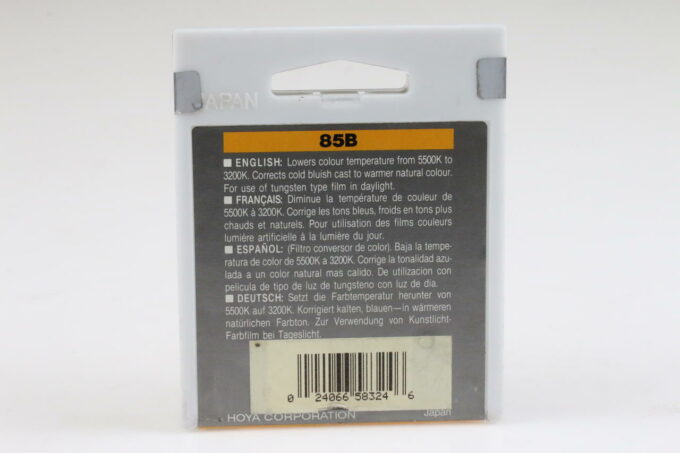 JAPAN
85B
■ ENGLISH: Lowers colour temperature from 5500K to
3200K. Corrects cold bluish cast to warmer natural colour.
For use of tungsten type film in daylight.
■ FRANÇAIS: Diminue la température de couleur de
5500K à 3200K. Corrige les tons bleus, froids en tons plus
chauds et naturels. Pour utilisation des films couleurs
lumière artificielle à la lumière du jour.
■ ESPAÑOL: (Filtro conversor de color). Baja la tempe-
ratura de color de 5500K a 3200K. Corrige la tonalidad azu-
lada a un color natural mas calido. De utilizacion con
pelicula de tipo de luz de tungsteno con luz de dia.
■ DEUTSCH: Setzt die Farbtemperatur herunter von
5500K auf 3200K. Korrigiert kalten, blauen—in wärmeren
natürlichen Farbton. Zur Verwendung von Kunstlicht-
Farbfilm bei Tageslicht.
*
0 24066 58324 6
HOYA CORPORATION Japan